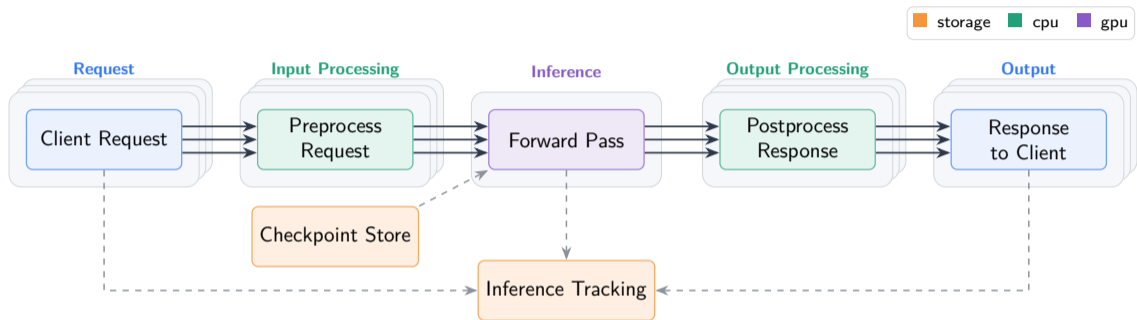 storage
cpu
gpu
Request
Input Processing
Inference
Output Processing
Output
Client Request
Preprocess
Request
Forward Pass
Postprocess
Response
Response
to Client
Checkpoint Store
Inference Tracking